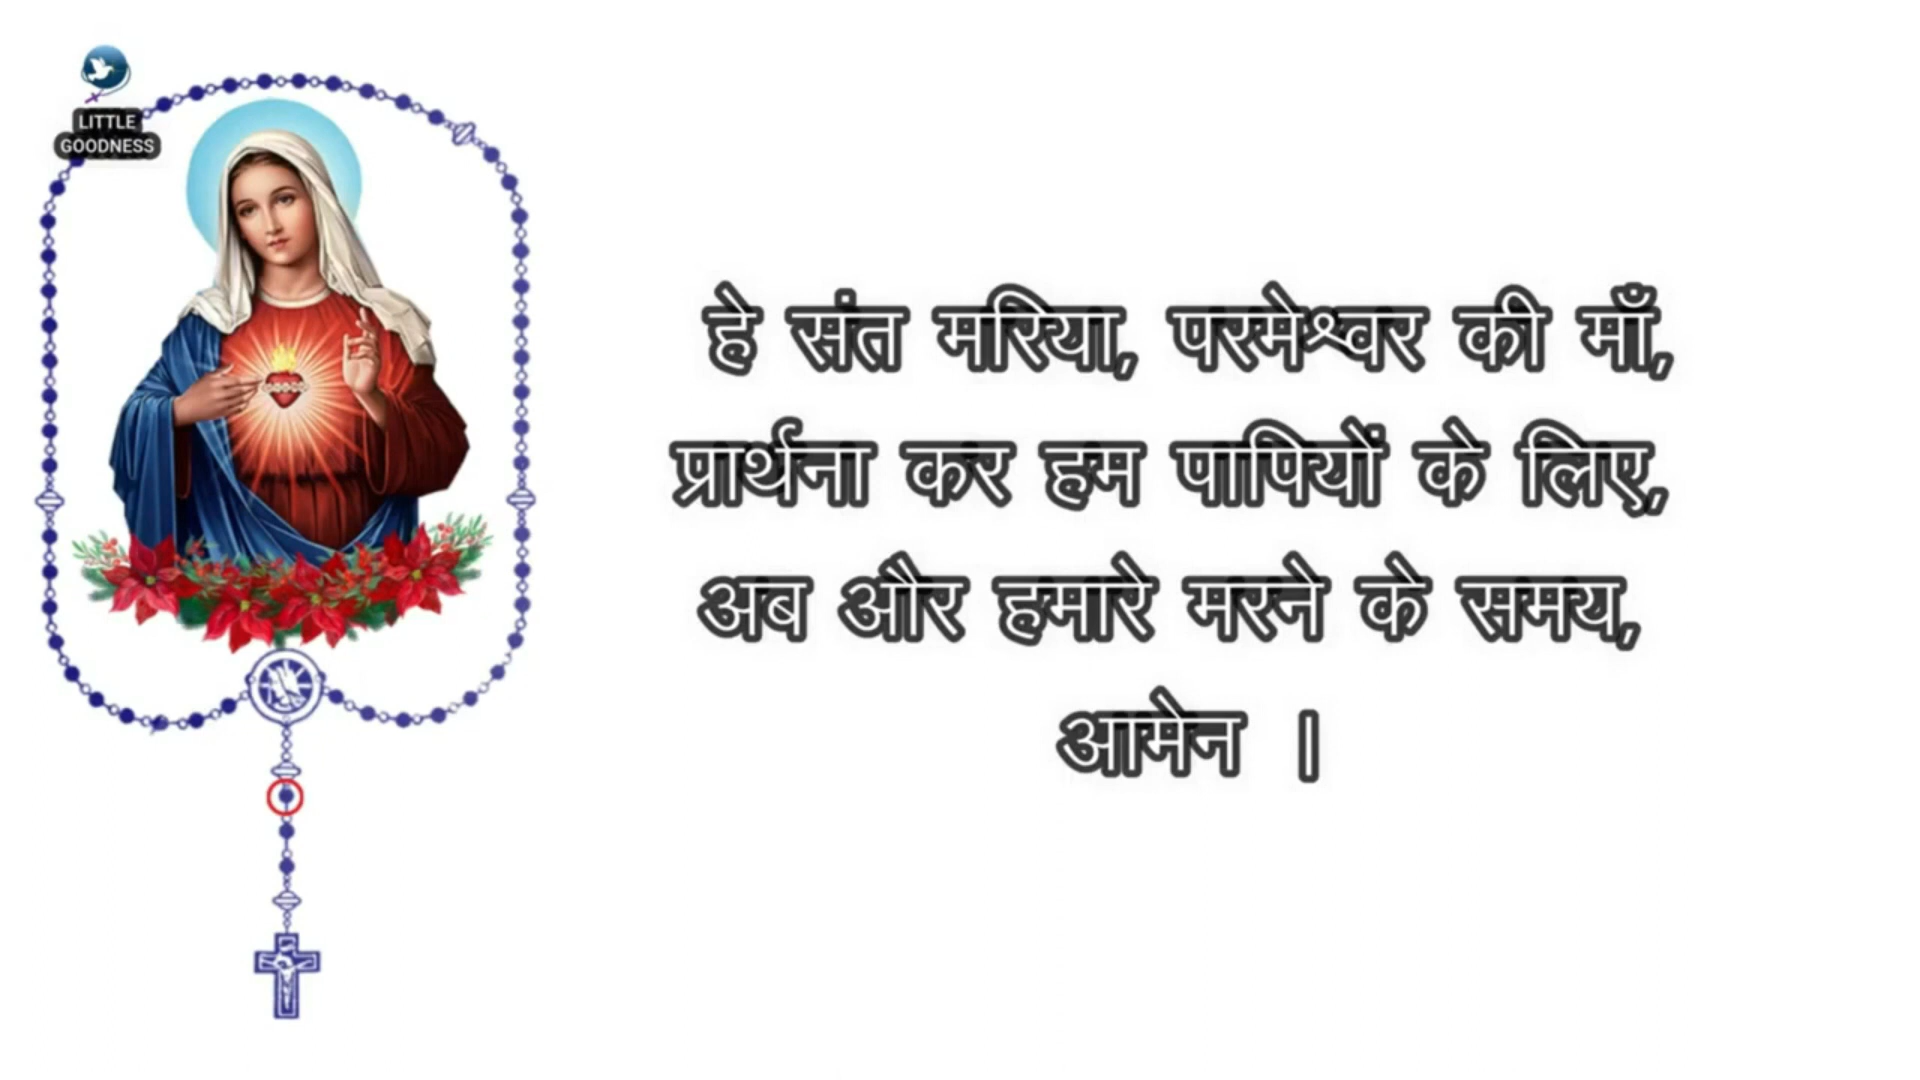 LITTLE
GOODNESS
हे संत मरिया, परमेश्वर की माँ,
प्रार्थना कर हम पापियों के लिए,
अब और हमारे मरने के समय,
आमेन |